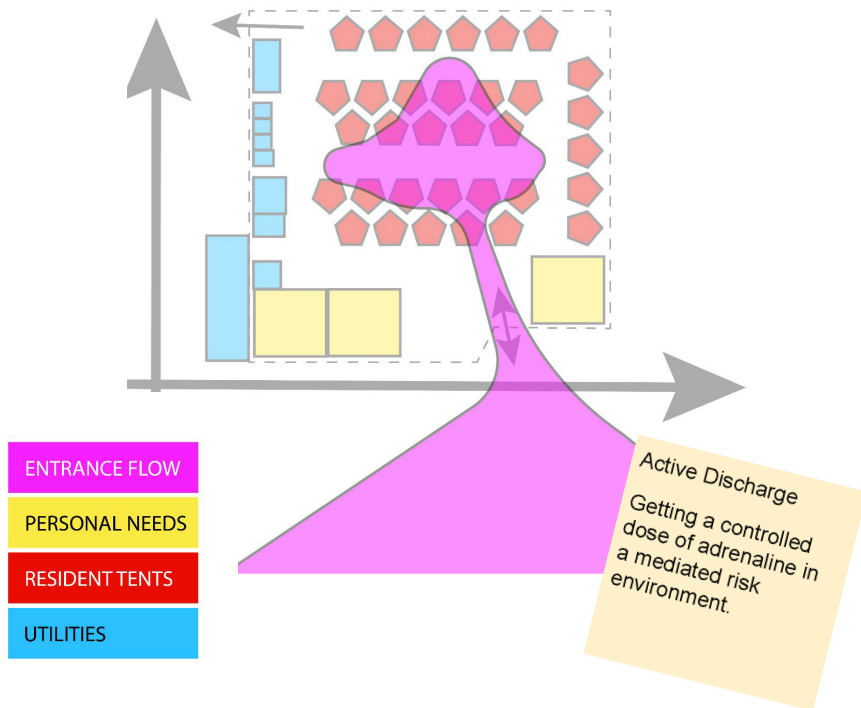 ENTRANCE FLOW
PERSONAL NEEDS
RESIDENT TENTS
UTILITIES
Active Discharge
Getting a controlled
dose of adrenaline in
a mediated risk
environment.